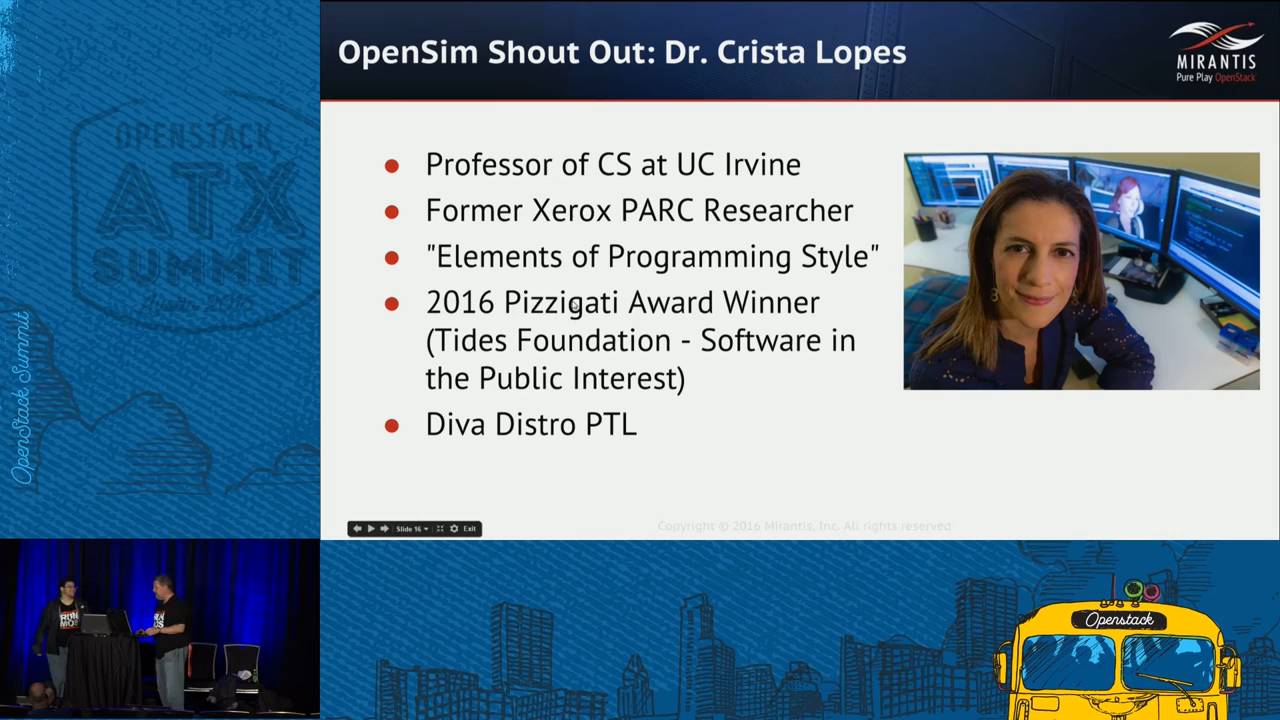 OpenSim Shout Out: Dr. Crista Lopes
MIRANTIS
Pure Play OpenStack
OPENSTACK
ATX
SUMMIT
Austin 20
OpenStack Summit
● Professor of CS at UC Irvine
● Former Xerox PARC Researcher
● "Elements of Programming Style"
● 2016 Pizzigati Award Winner
(Tides Foundation - Software in
the Public Interest)
● Diva Distro PTL
Slide 16
Exit
Copyright © 2016 Mirantis, Inc. All rights reserved
Openstack